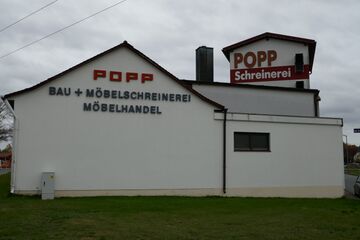 POPP
BAU + MÖBELSCHREINEREI
MÖBELHANDEL
POPP
Schreinerei